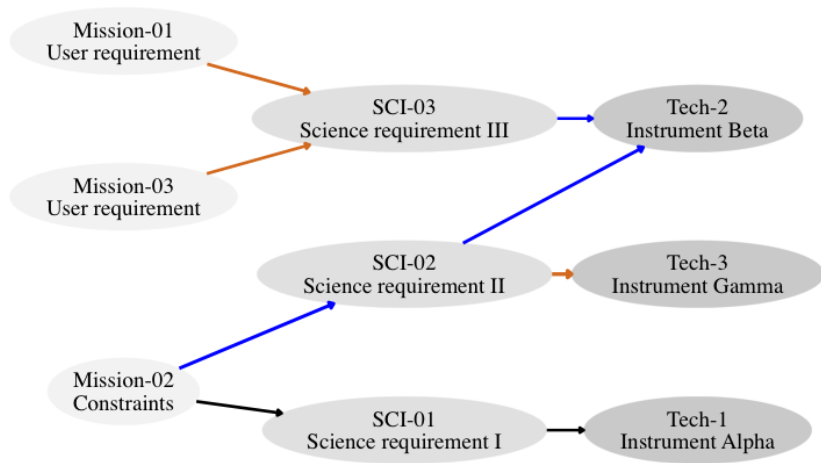 Mission-01
User requirement
SCI-03
Science requirement III
Tech-2
Instrument Beta
Mission-03
User requirement
SCI-02
Science requirement II
Tech-3
Instrument Gamma
Mission-02
Constraints
SCI-01
Science requirement I
Tech-1
Instrument Alpha